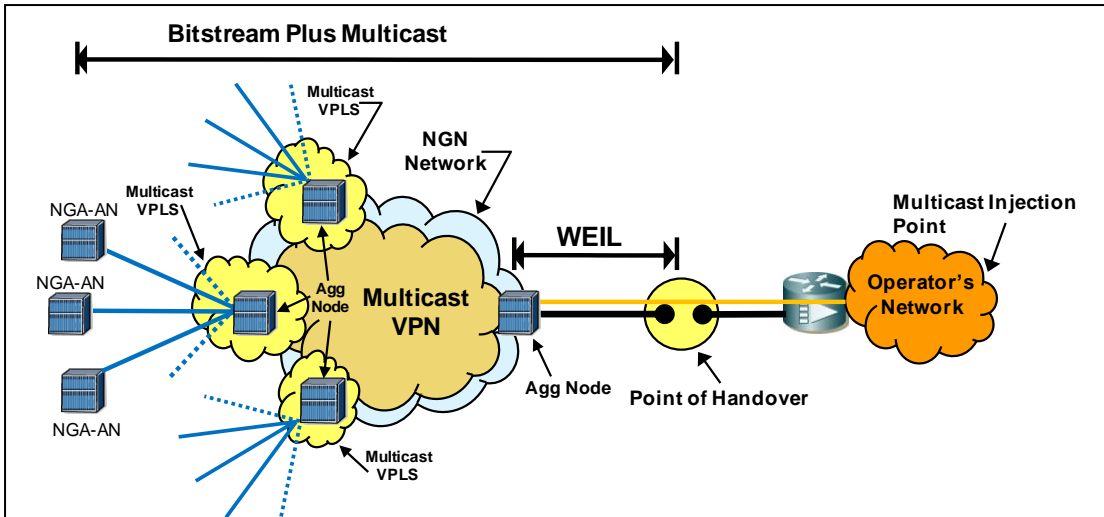 Bitstream Plus Multicast
Multicast
VPLS
Multicast
VPLS
NGN
Network
Multicast
VPLS
NGA-AN
NGA-AN
NGA-AN
Agg
Node
Multicast
VPN
WEIL
Agg Node
Point of Handover
Multicast Injection
Point
Operator's
Network